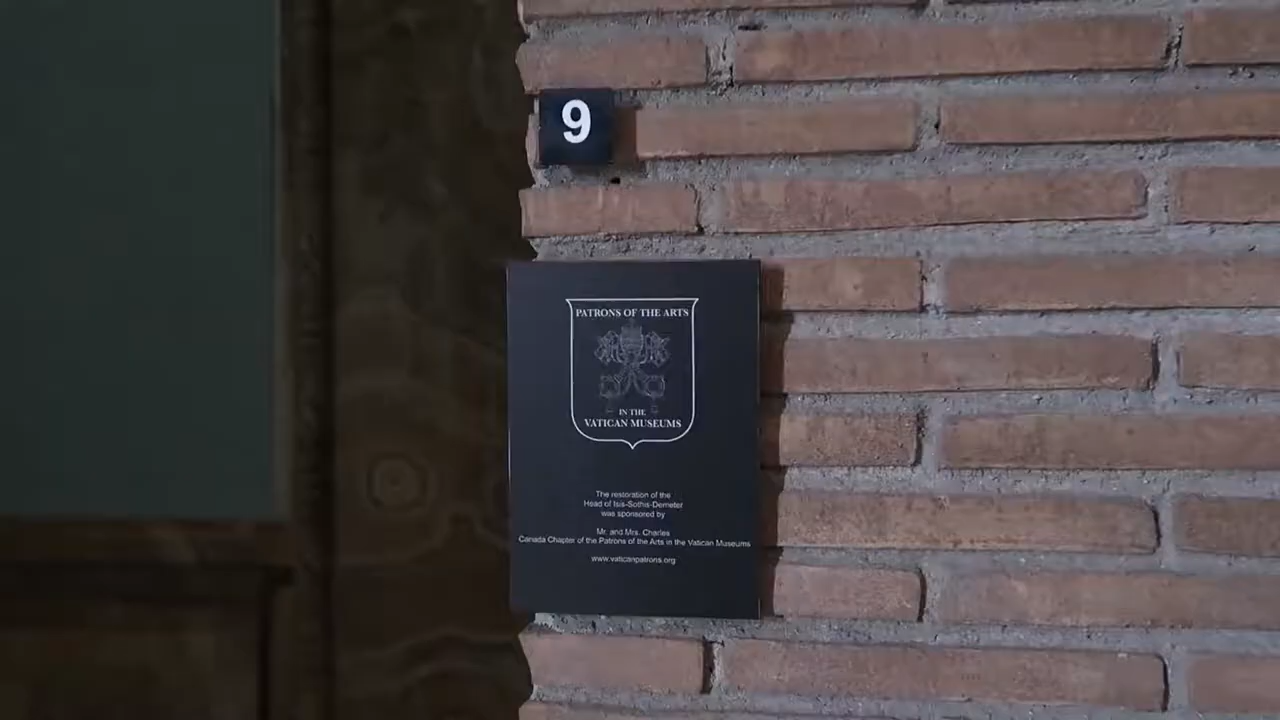 9
PATRONS OF THE ARTS
IN THE
VATICAN MUSEUMS
The restoration of the
Head of Isis-Sothis-Demeter
was sponsored by
Mr. and Mrs. Charles
Canada Chapter of the Patrons of the Arts in the Vatican Museums
www.vaticanpatrons.org